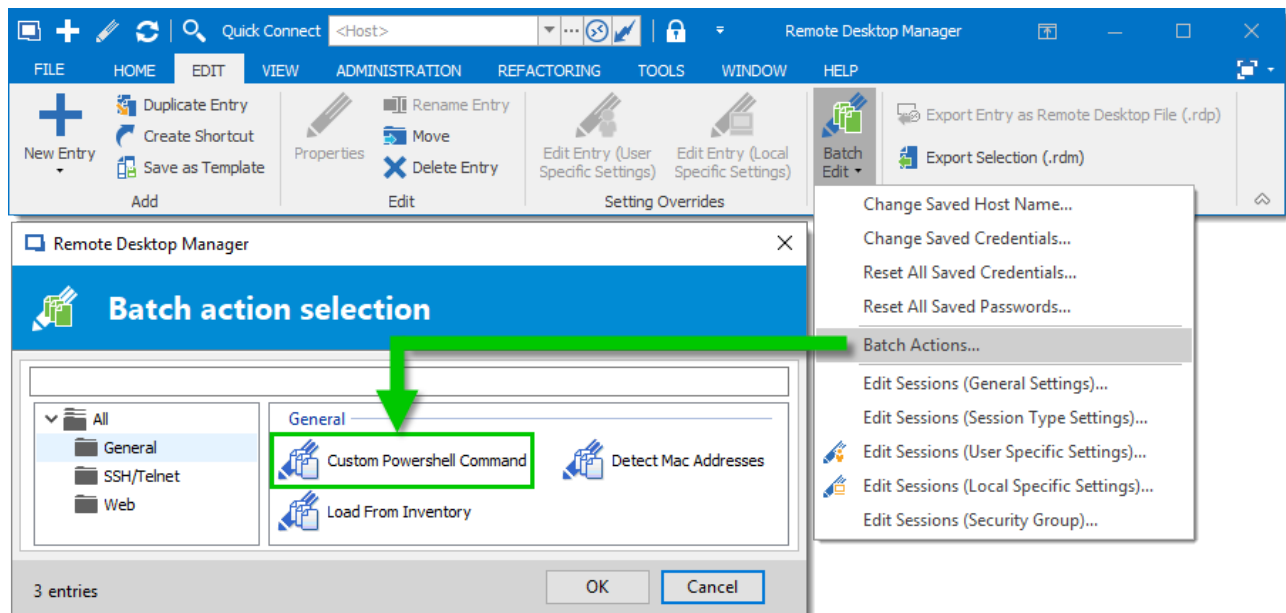 Quick Connect <Host> Remote Desktop Manager
FILE HOME EDIT VIEW ADMINISTRATION REFACTORING TOOLS WINDOW HELP
New Entry
Duplicate Entry
Create Shortcut
Save as Template
Add
Properties
Rename Entry
Move
Delete Entry
Edit
Edit Entry (User
Specific Settings)
Edit Entry (Local
Specific Settings)
Setting Overrides
Batch
Edit
Export Entry as Remote Desktop File (.rdp)
Export Selection (.rdm)
Change Saved Host Name...
Change Saved Credentials...
Reset All Saved Credentials...
Reset All Saved Passwords...
Batch Actions...
Edit Sessions (General Settings)...
Edit Sessions (Session Type Settings)...
Edit Sessions (User Specific Settings)...
Edit Sessions (Local Specific Settings)...
Edit Sessions (Security Group)...
Remote Desktop Manager
Batch action selection
All
General
SSH/Telnet
Web
General
Custom Powershell Command
Detect Mac Addresses
Load From Inventory
3 entries
OK
Cancel